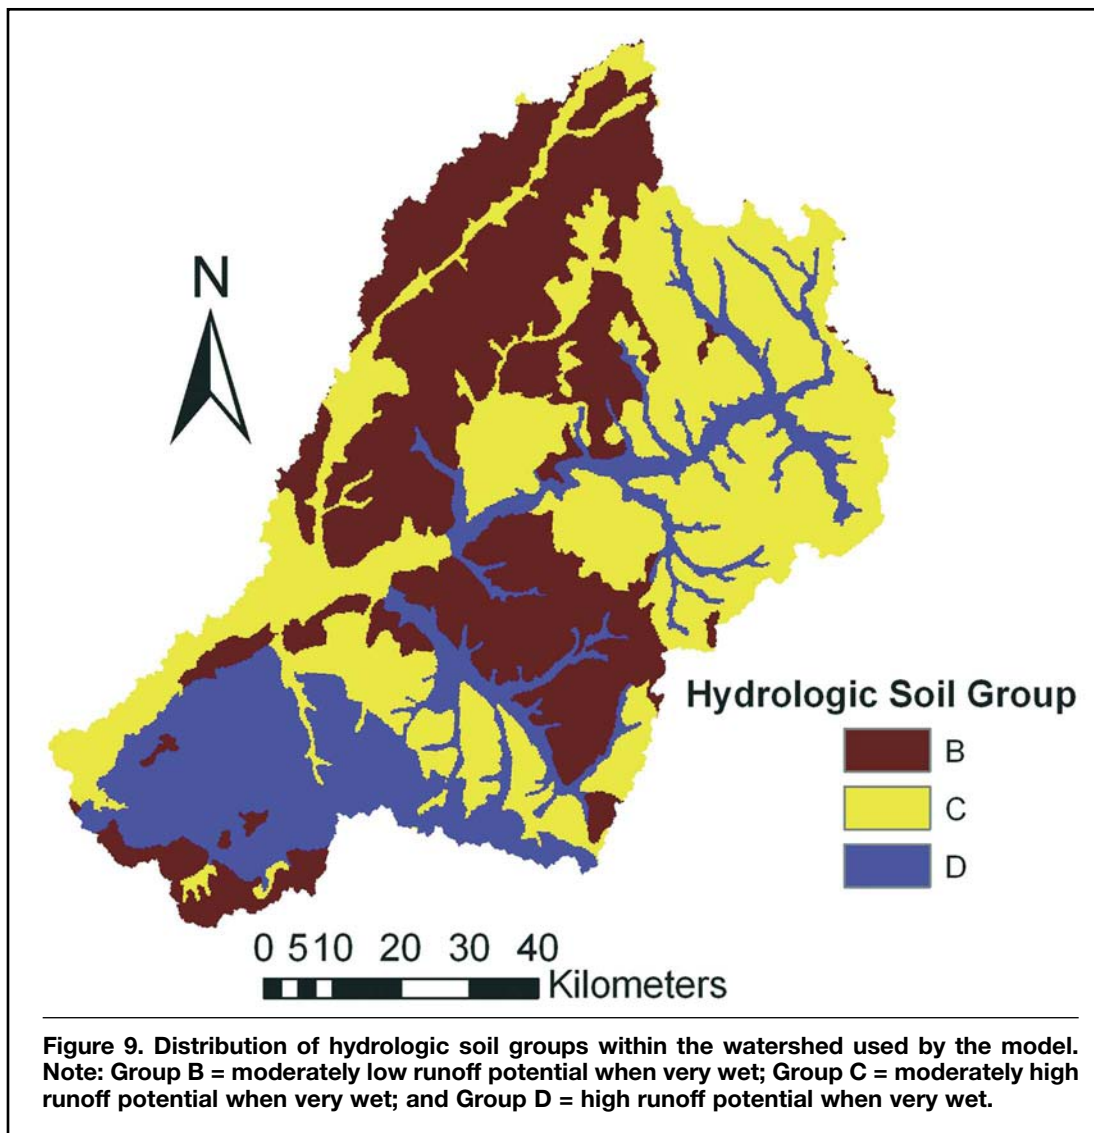 N
Hydrologic Soil Group
B
C
D
0 5 10 20 30 40
Kilometers
Figure 9. Distribution of hydrologic soil groups within the watershed used by the model.
Note: Group B = moderately low runoff potential when very wet; Group C = moderately high
runoff potential when very wet; and Group D = high runoff potential when very wet.